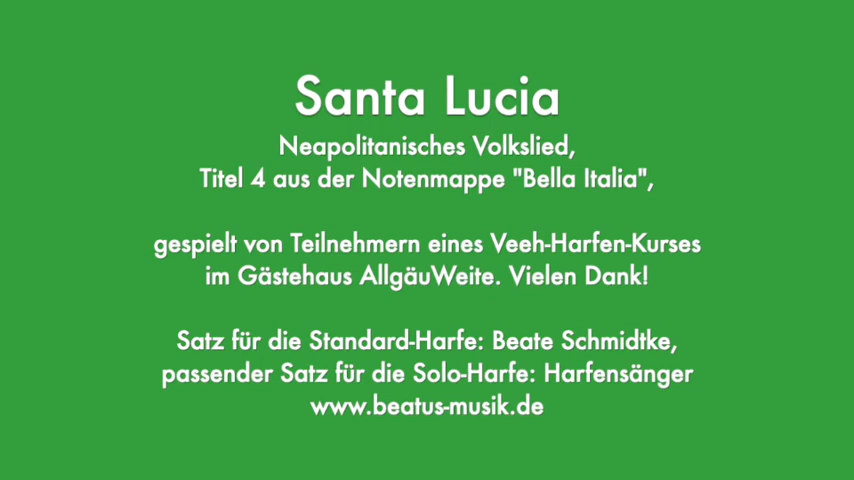 Santa Lucia
Neapolitanisches Volkslied,
Titel 4 aus der Notenmappe "Bella Italia",
gespielt von Teilnehmern eines Veeh-Harfen-Kurses
im Gästehaus AllgäuWeite. Vielen Dank!
Satz für die Standard-Harfe: Beate Schmidtke,
passender Satz für die Solo-Harfe: Harfensänger
www.beatus-musik.de